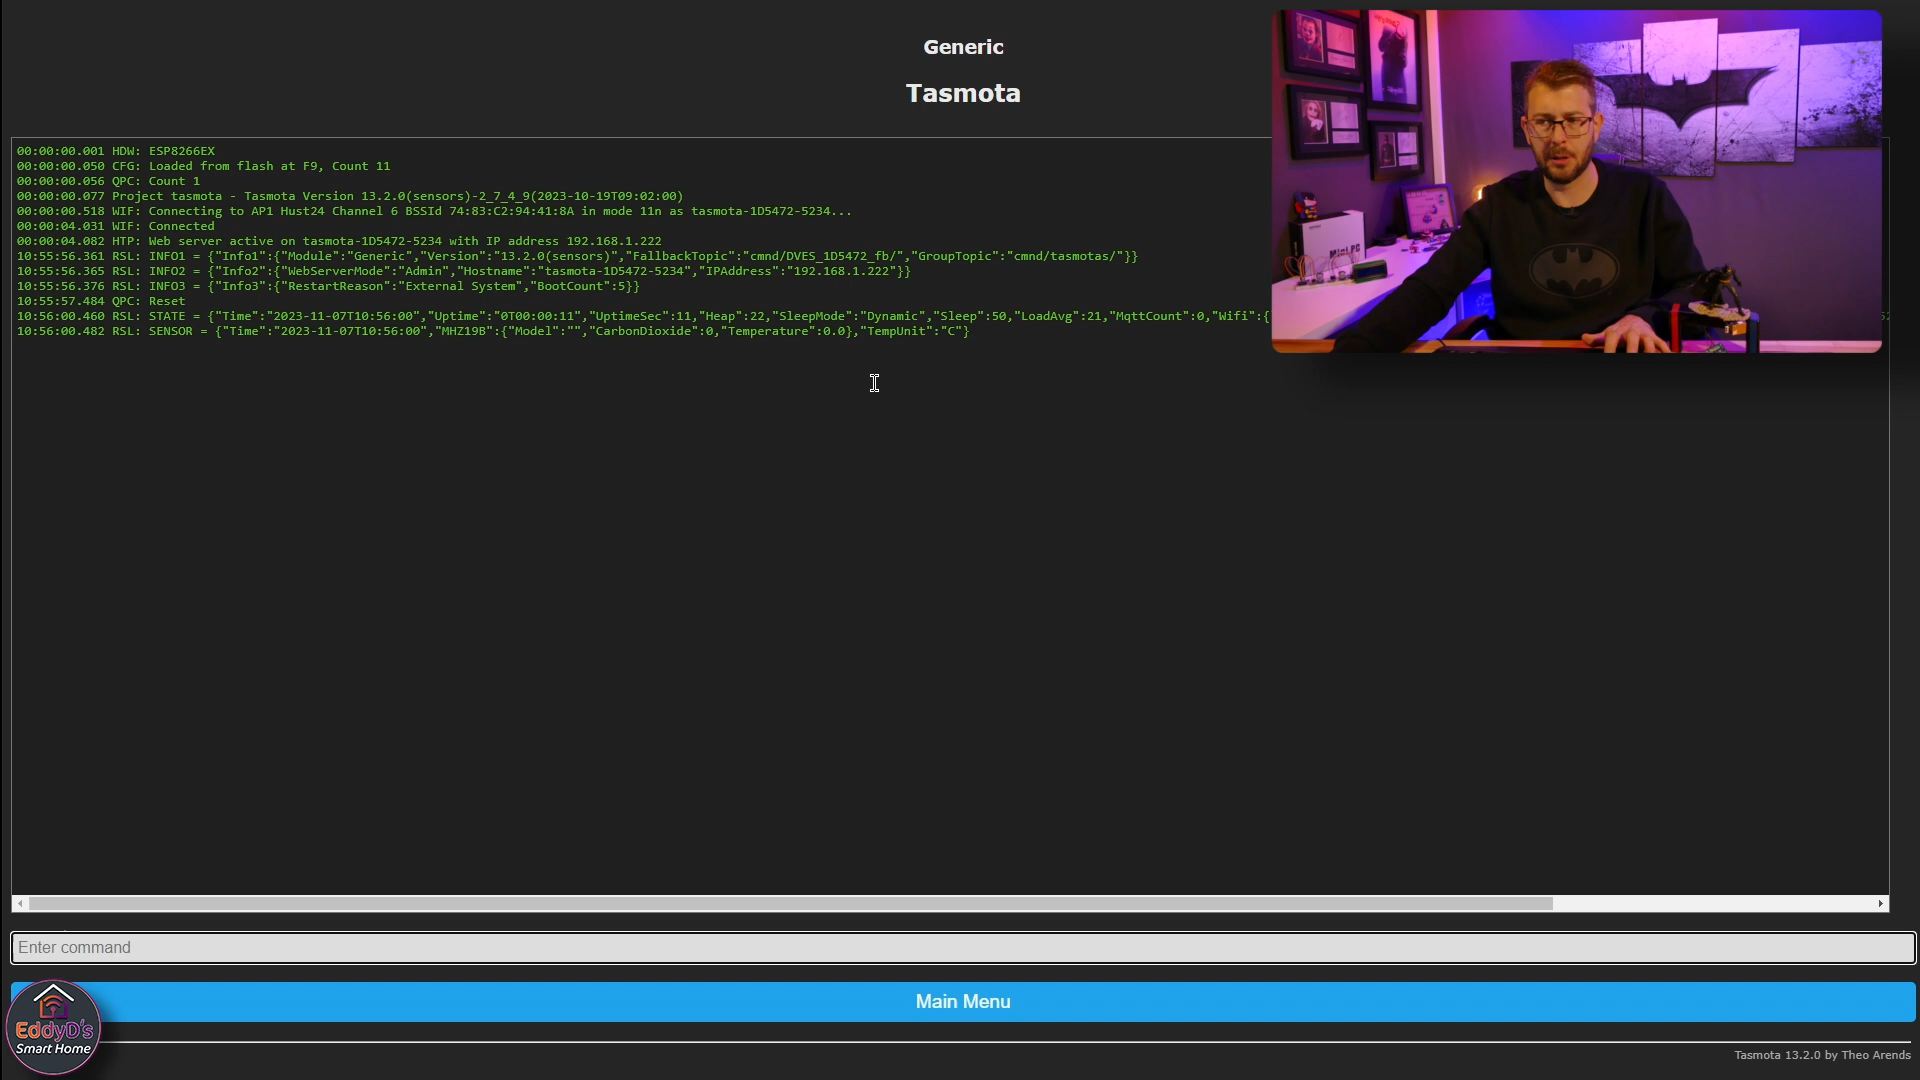 Generic
Tasmota
00:00:00.001 HDW: ESP8266EX
00:00:00.050 CFG: Loaded from flash at F9, Count 11
00:00:00.056 QPC: Count 1
00:00:00.077 Project tasmota - Tasmota Version 13.2.0(sensors)-2_7_4_9(2023-10-19T09:02:00)
00:00:00.518 WIF: Connecting to AP1 Hust24 Channel 6 BSSId 74:83:C2:94:41:8A in mode 11n as tasmota-1D5472-5234...
00:00:04.031 WIF: Connected
00:00:04.082 HTP: Web server active on tasmota-1D5472-5234 with IP address 192.168.1.222
10:55:56.361 RSL: INFO1 = {"Info1":{"Module":"Generic","Version":"13.2.0(sensors)","FallbackTopic":"cmnd/DVES_1D5472_fb/","GroupTopic":"cmnd/tasmotas/"}}
10:55:56.365 RSL: INFO2 = {"Info2":{"WebServerMode":"Admin","Hostname":"tasmota-1D5472-5234","IPAddress":"192.168.1.222"}}
10:55:56.376 RSL: INFO3 = {"Info3":{"RestartReason":"External System","BootCount":5}}
10:55:57.484 QPC: Reset
10:56:00.460 RSL: STATE = {"Time":"2023-11-07T10:56:00","Uptime":"0T00:00:11","UptimeSec":11,"Heap":22,"SleepMode":"Dynamic","Sleep":50,"LoadAvg":21,"MqttCount":0,"Wifi":{
10:56:00.482 RSL: SENSOR = {"Time":"2023-11-07T10:56:00","MHZ19B":{"Model":"","CarbonDioxide":0,"Temperature":0.0},"TempUnit":"C"}
Mini PC
Enter command
Main Menu
EddyD's
Smart Home
Tasmota 13.2.0 by Theo Arends